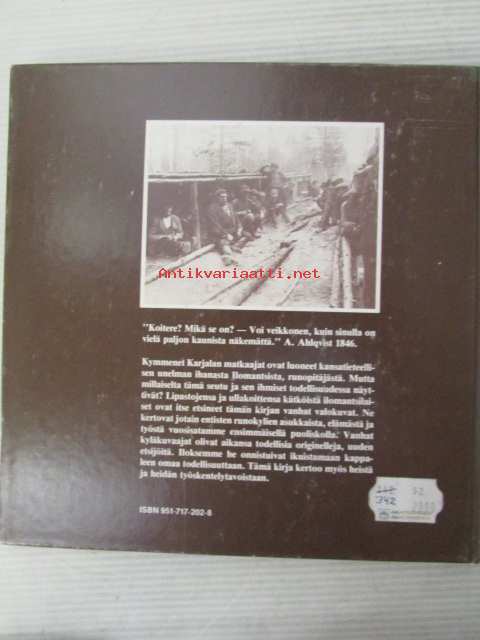 Antikvariaatti.net
"Koitere? Mikä se on? — Voi veikkonen, kuin sinulla on
vielä paljon kaunista näkemättä." A. Ahlqvist 1846.
Kymmenet Karjalan matkaajat ovat luoneet kansatieteelli-
sen unelman ihanasta Ilomantsista, runopitäjästä. Mutta
millaiselta tämä seutu ja sen ihmiset todellisuudessa näyt-
tivät? Lipastojensa ja ullakoittensa kätköistä ilomantsilai-
set ovat itse etsineet tämän kirjan vanhat valokuvat. Ne
kertovat jotain entisten runokylien asukkaista, elämästä ja
työstä vuosisatamme ensimmäisellä puoliskolla. Vanhat
kyläkuvaajat olivat aikansa todellisia originelleja, uuden
etsijöitä. Iloksemme he onnistuivat ikuistamaan kappa-
leen omaa todellisuuttaan. Tämä kirja kertoo myös heistä
ja heidän työskentelytavoistaan.
ISBN 951-717-202-8
342